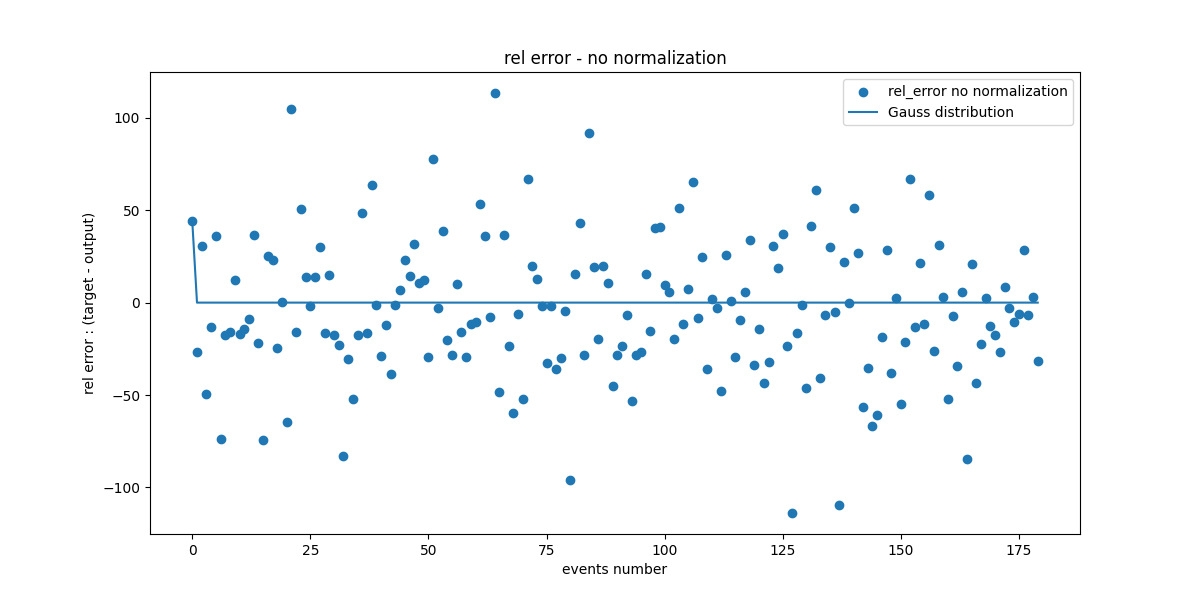 rel error - no normalization
rel_error no normalization
Gauss distribution
rel error : (target - output)
100
50
0
−50
−100
0 25 50 75 100 125 150 175
events number